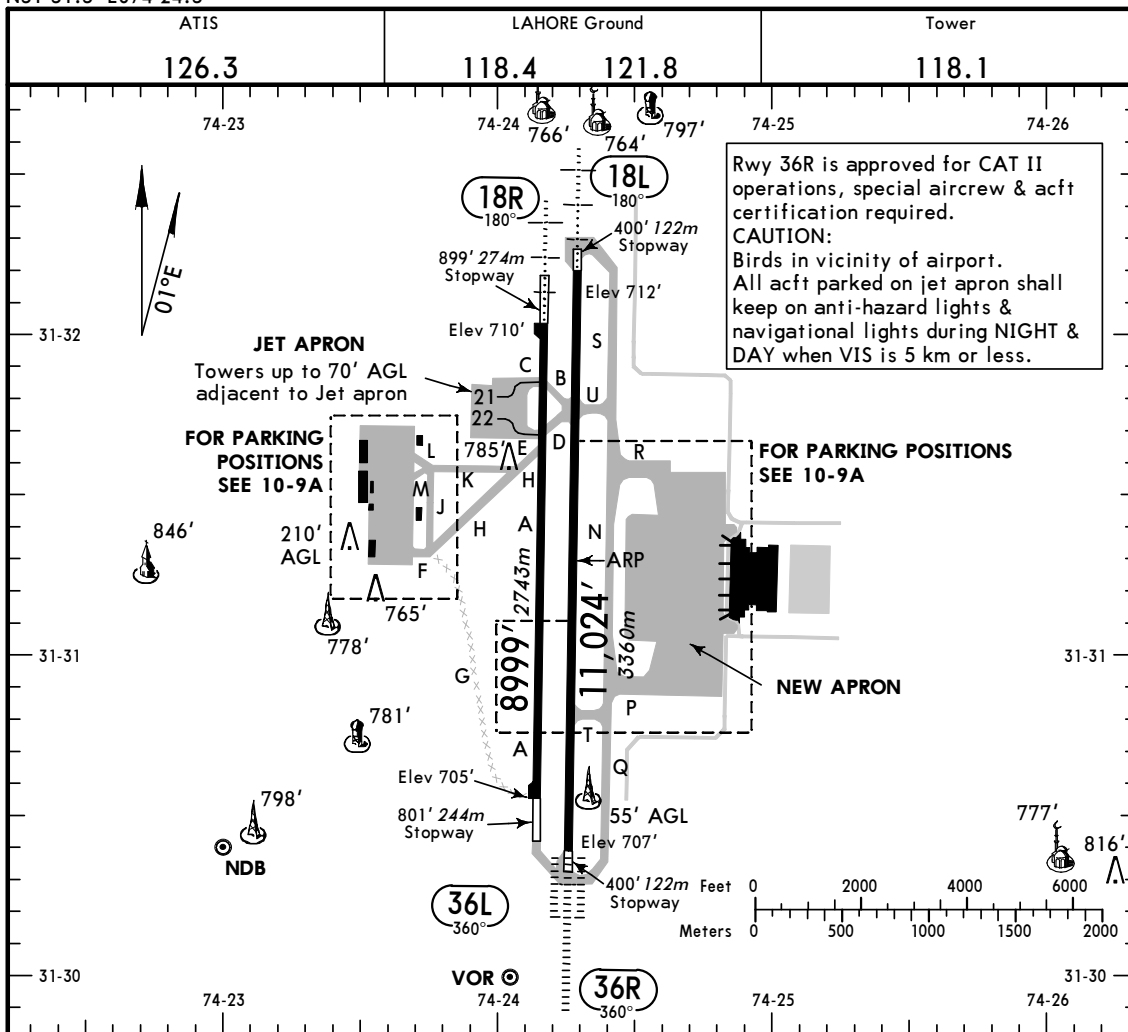 ATIS
126.3
LAHORE Ground
118.4 121.8
Tower
118.1
74-23
74-24
74-25
74-26
766'
764'
797'
18R
180°
18L
180°
400' 122m
Stopway
899' 274m
Stopway
Rwy 36R is approved for CAT II
operations, special aircrew & acft
certification required.
CAUTION:
Birds in vicinity of airport.
All acft parked on jet apron shall
keep on anti-hazard lights &
navigational lights during NIGHT &
DAY when VIS is 5 km or less.
01°E
Elev 712'
31-32
Elev 710'
JET APRON
Towers up to 70' AGL
adjacent to Jet apron
S
C
B
U
21
22
FOR PARKING
POSITIONS
SEE 10-9A
785'
E
D
R
FOR PARKING POSITIONS
SEE 10-9A
L
K
H
M
J
H
A
N
846'
210'
AGL
ARP
F
765'
8999' 2743m
11,024' 3360m
778'
31-31
31-31
G
NEW APRON
P
781'
A
T
Q
Elev 705'
801' 244m
Stopway
55' AGL
798'
NDB
Elev 707'
777'
816'
400' 122m
Stopway
36L
360°
Feet 0 2000 4000 6000
Meters 0 500 1000 1500 2000
31-30
VOR
36R
360°
31-30
74-23
74-24
74-25
74-26